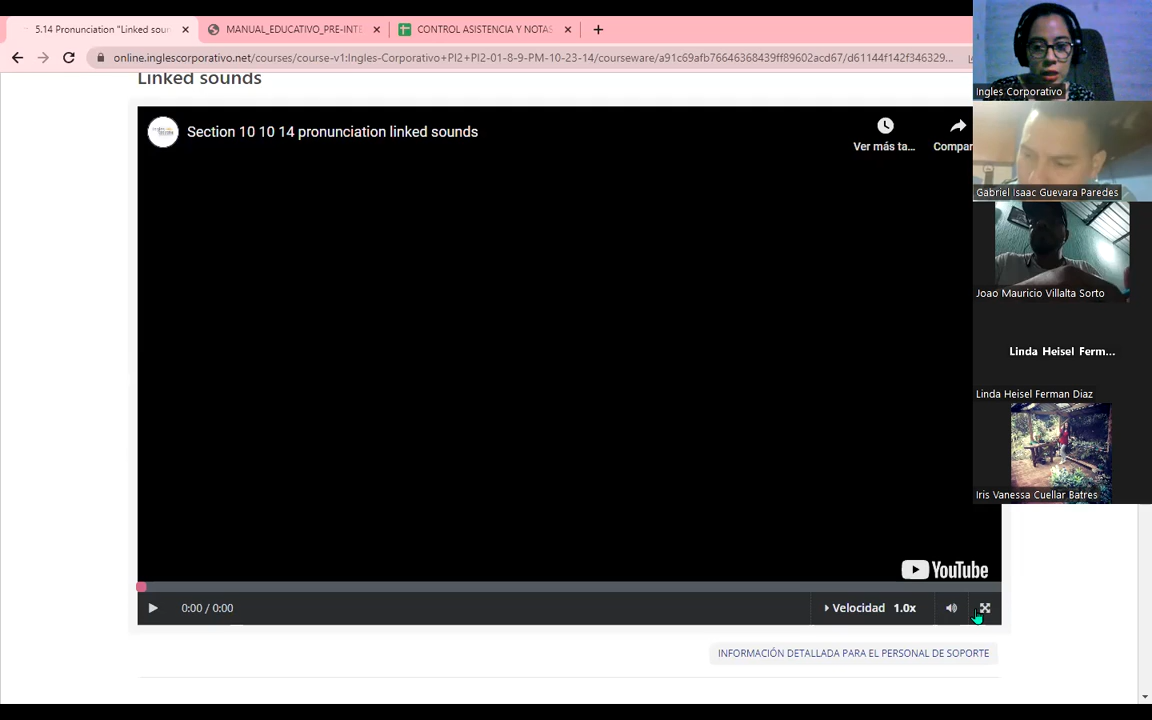 5.14 Pronunciation "Linked soun
MANUAL_EDUCATIVO_PRE-INTE
CONTROL ASISTENCIA Y NOTAS
online.inglescorporativo.net/courses/course-v1:Ingles-Corporativo+PI2+PI2-01-8-9-PM-10-23-14/courseware/a91c69afb76646368439ff89602acd67/d61144f142f346329...
Linked sounds
Section 10 10 14 pronunciation linked sounds
Ver más ta...
Compar
YouTube
0:00 / 0:00
Velocidad 1.0x
INFORMACIÓN DETALLADA PARA EL PERSONAL DE SOPORTE
Ingles Corporativo
Gabriel Isaac Guevara Paredes
Joao Mauricio Villalta Sorto
Linda Heisel Ferm...
Linda Heisel Ferman Diaz
Iris Vanessa Cuellar Batres